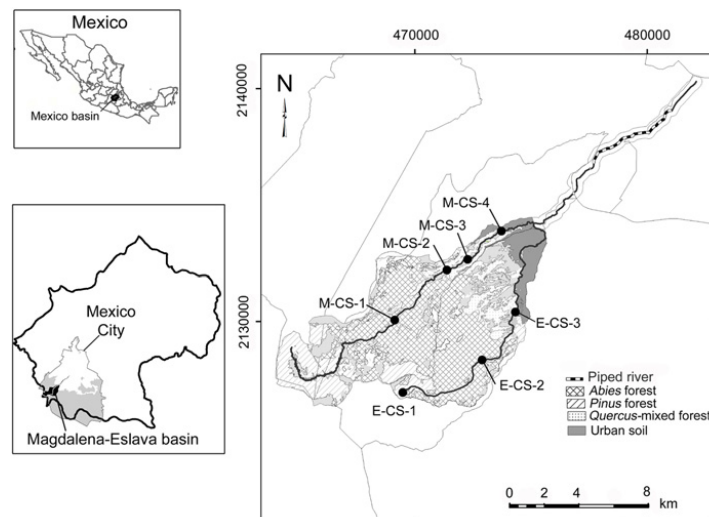 Mexico
Mexico basin
Mexico
City
Magdalena-Eslava basin
470000
480000
2140000
2130000
N
M-CS-4
M-CS-3
M-CS-2
M-CS-1
E-CS-3
E-CS-2
E-CS-1
Piped river
Abies forest
Pinus forest
Quercus-mixed forest
Urban soil
0 2 4 8
km